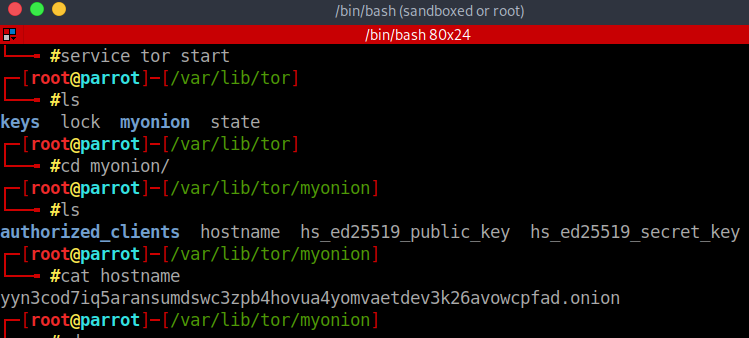 /bin/bash (sandboxed or root)
/bin/bash 80x24
#service tor start
[root@parrot]─[/var/lib/tor]
#ls
keys lock myonion state
[root@parrot]─[/var/lib/tor]
#cd myonion/
[root@parrot]─[/var/lib/tor/myonion]
#ls
authorized_clients hostname hs_ed25519_public_key hs_ed25519_secret_key
[root@parrot]─[/var/lib/tor/myonion]
#cat hostname
yyn3cod7iq5aransumdswc3zpb4hovua4yomvaetdev3k26avowcpfad.onion
[root@parrot]─[/var/lib/tor/myonion]